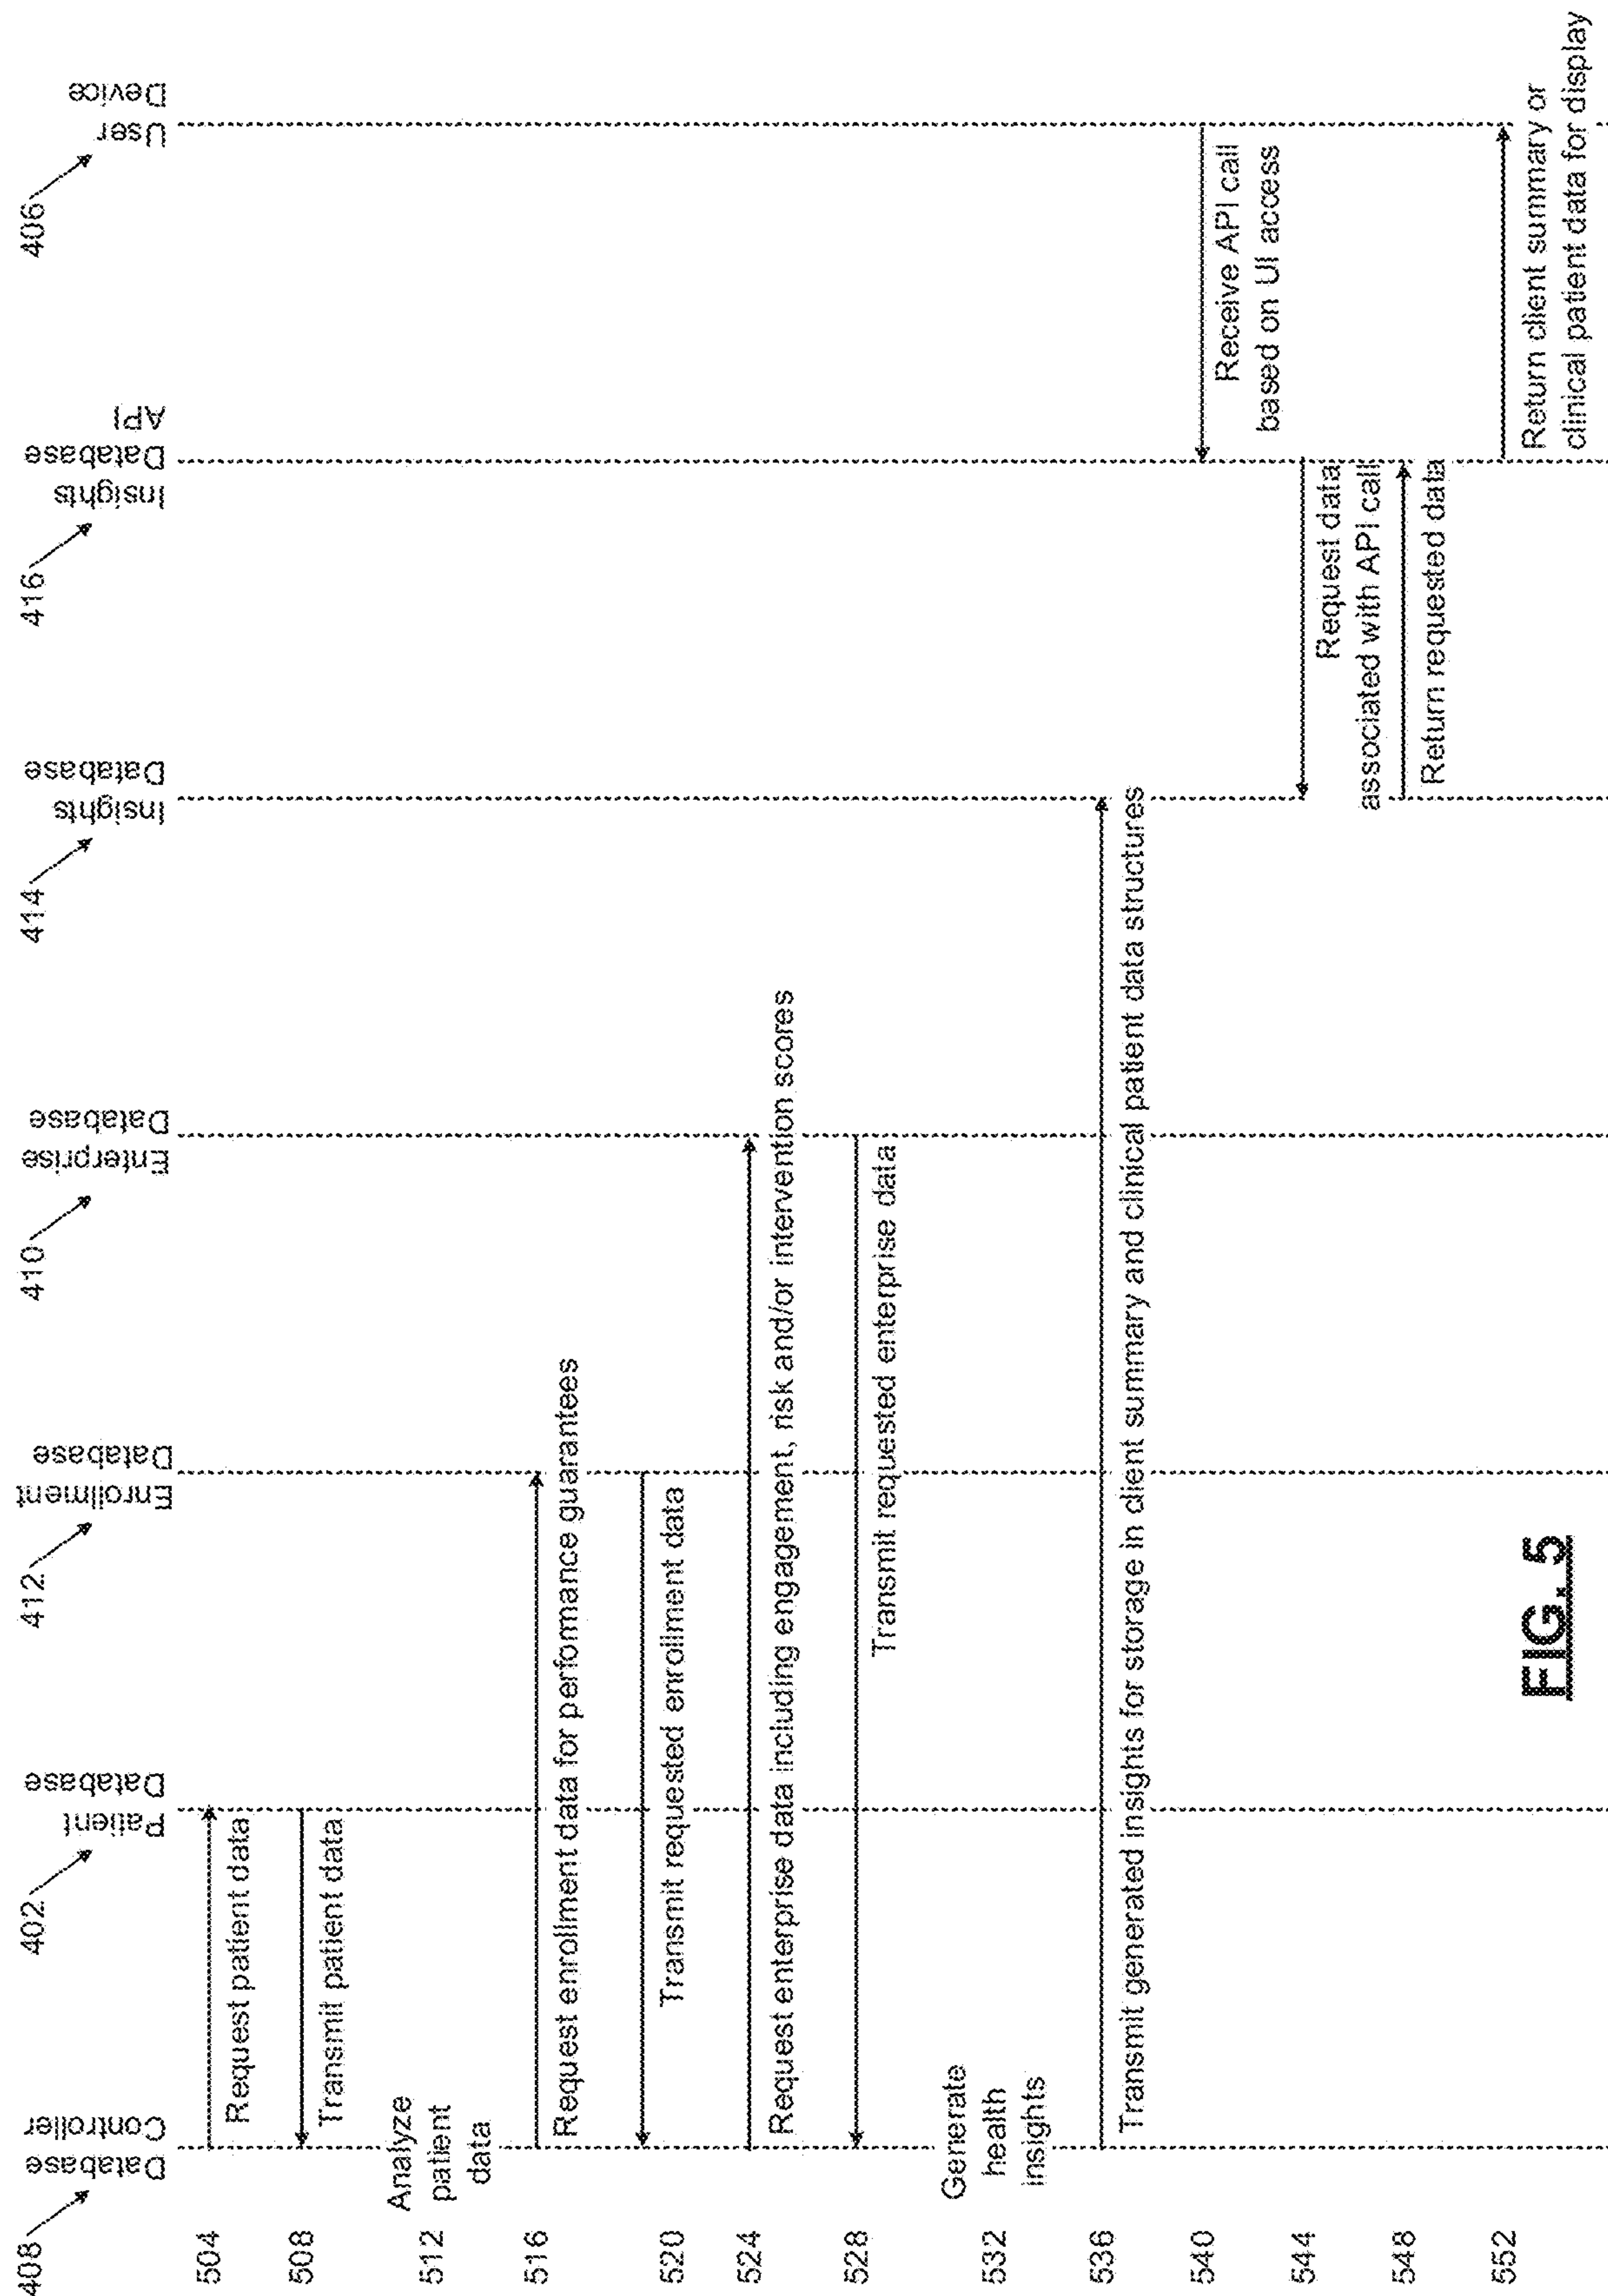 408
Database
Controller
402
Patient
Database
412
Enrollment
Database
410
Enterprise
Database
414
Insights
Database
416
Insights
Database
API
406
User
Device
504
Request patient data
508
Transmit patient data
512
Analyze
patient
data
516
Request enrollment data for performance guarantees
520
Transmit requested enrollment data
524
Request enterprise data including engagement, risk and/or intervention scores
528
Transmit requested enterprise data
532
Generate
health
insights
536
Transmit generated insights for storage in client summary and clinical patient data structures
540
Receive API call
based on UI access
544
Request data
associated with API call
548
Return requested data
552
Return client summary or
clinical patient data for display
FIG. 5